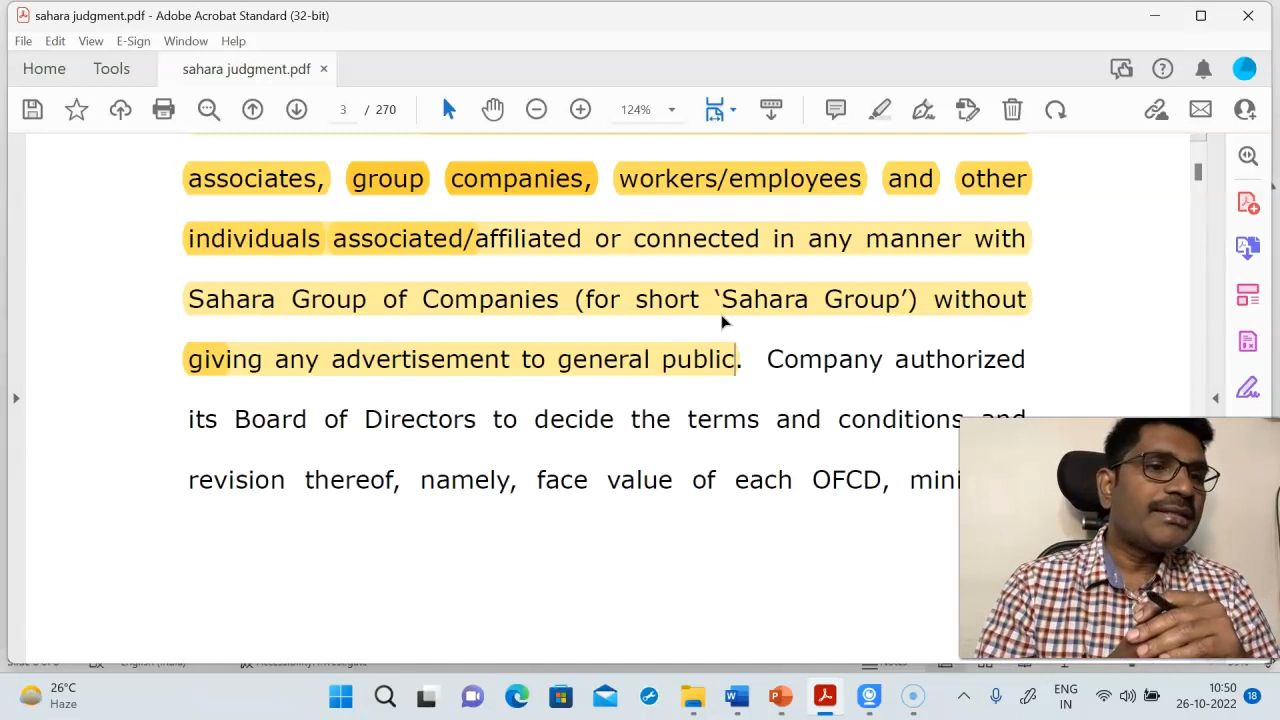 sahara judgment.pdf - Adobe Acrobat Standard (32-bit)
File Edit View E-Sign Window Help
Home Tools sahara judgment.pdf ×
3 / 270 124%
associates, group companies, workers/employees and other
individuals associated/affiliated or connected in any manner with
Sahara Group of Companies (for short ‘Sahara Group’) without
giving any advertisement to general public. Company authorized
its Board of Directors to decide the terms and conditions and
revision thereof, namely, face value of each OFCD,
26°C
Haze
ENG
IN
10:50
26-10-2022
18